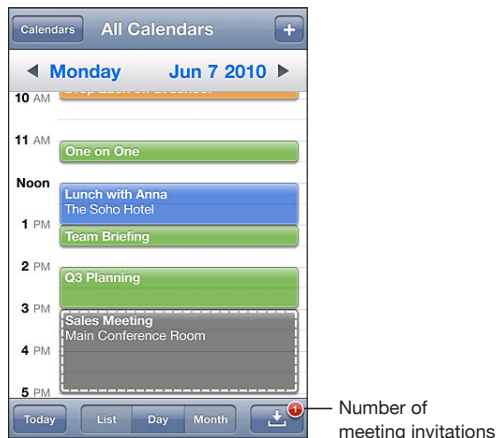 Calendars
All Calendars
+
Monday Jun 7 2010
10 AM
11 AM
One on One
Noon
Lunch with Anna
The Soho Hotel
1 PM
Team Briefing
2 PM
Q3 Planning
3 PM
Sales Meeting
Main Conference Room
4 PM
5 PM
Today
List
Day
Month
1
Number of
meeting invitations